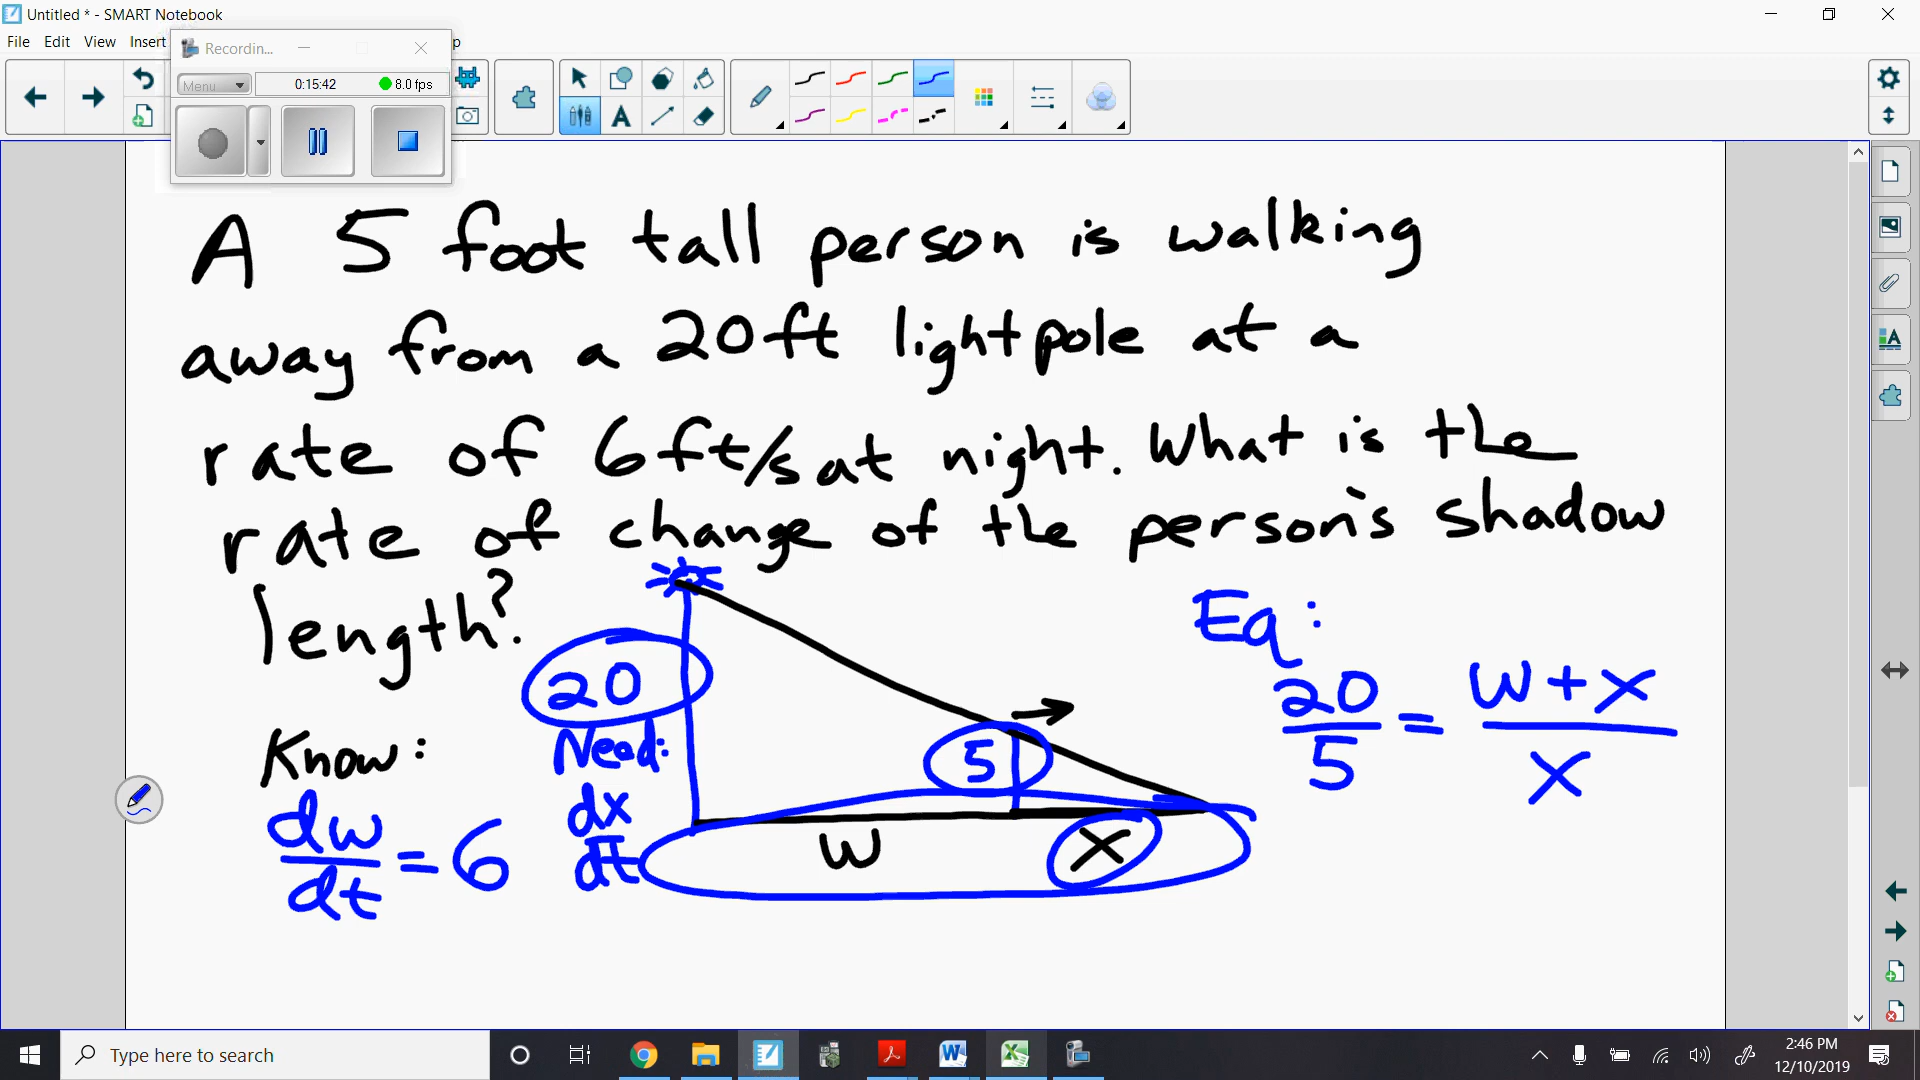 Untitled * - SMART Notebook
File Edit View Insert p
Recordin...
Menu 0:15:42 8.0 fps
A 5 foot tall person is walking
away from a 20ft lightpole at a
rate of 6ft/s at night. What is the
rate of change of the person's shadow
length?
Eq:
20/5 = w+x/x
20
Know: Need:
5
dw/dt = 6
dx/dt
w x
Type here to search
2:46 PM
12/10/2019